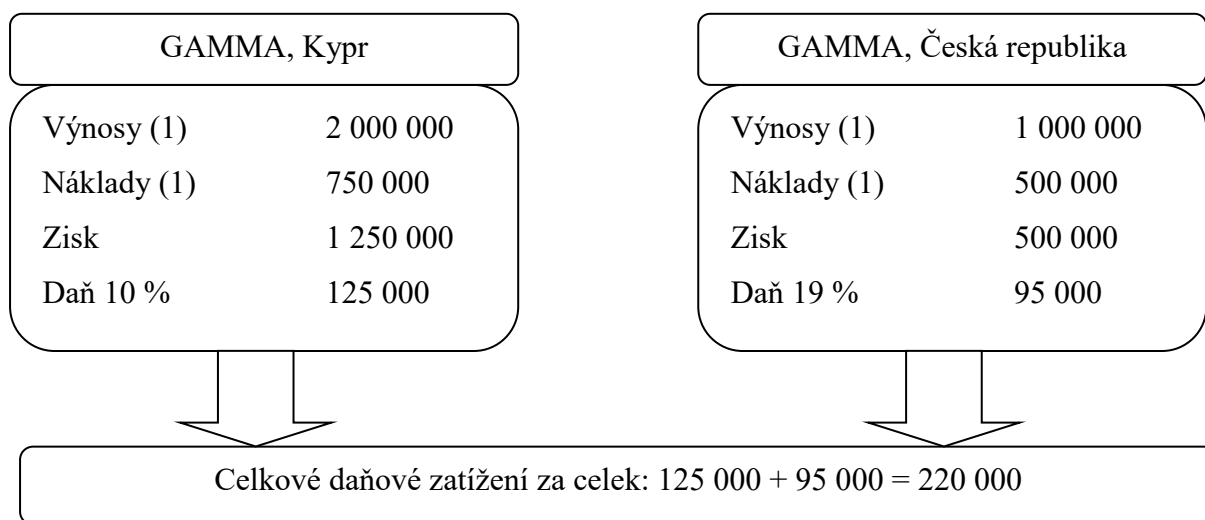 GAMMA, Kypr
Výnosy (1) 2 000 000
Náklady (1) 750 000
Zisk 1 250 000
Daň 10 % 125 000
GAMMA, Česká republika
Výnosy (1) 1 000 000
Náklady (1) 500 000
Zisk 500 000
Daň 19 % 95 000
Celkové daňové zatížení za celek: 125 000 + 95 000 = 220 000